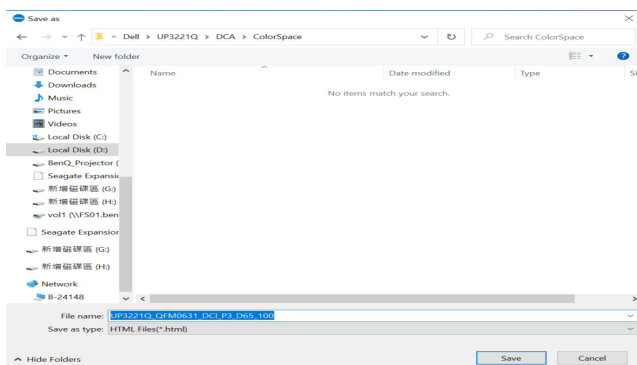 Save as
Dell > UP3221Q > DCA > ColorSpace
Search ColorSpace
Organize
New folder
Name
Date modified
Type
Si
No items match your search.
Documents
Downloads
Music
Pictures
Videos
Local Disk (C:)
Local Disk (D:)
BenQ_Projector (
Seagate Expansic
新增磁碟區 (G:)
新增磁碟區 (H:)
vol1 (\\FS01.ben
Seagate Expansior
新增磁碟區 (G:)
新增磁碟區 (H:)
Network
B-24148
File name: UP3221Q_QFM0631_DCI_P3_D65_100
Save as type: HTML Files(*.html)
Hide Folders
Save
Cancel